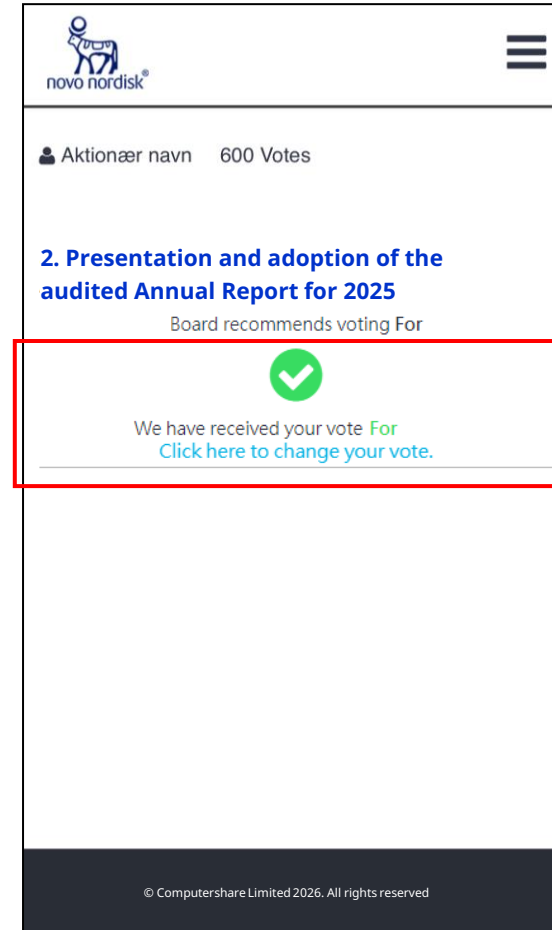 novo nordisk®
Aktionær navn 600 Votes
2. Presentation and adoption of the
audited Annual Report for 2025
Board recommends voting For
We have received your vote For
Click here to change your vote.
© Computershare Limited 2026. All rights reserved